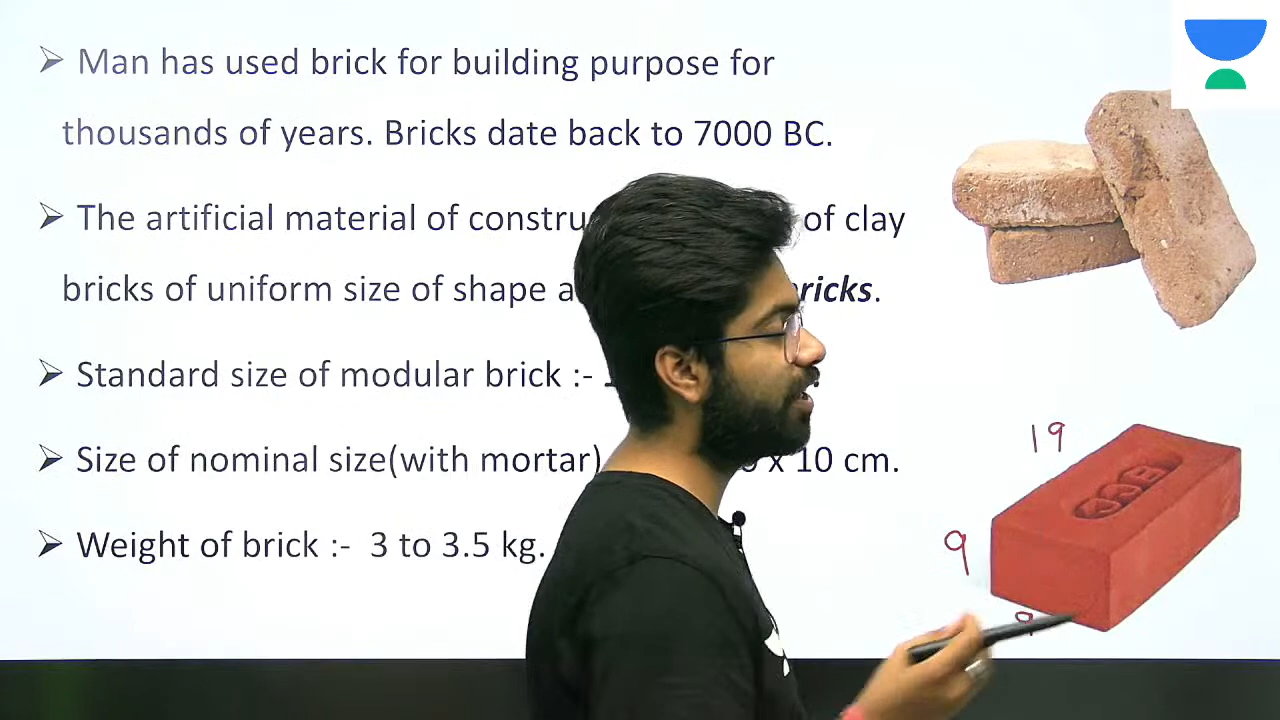 Man has used brick for building purpose for
thousands of years. Bricks date back to 7000 BC.
The artificial material of constru of clay
bricks of uniform size of shape a ricks.
Standard size of modular brick :-
Size of nominal size(with mortar) x 10 cm.
Weight of brick :- 3 to 3.5 kg.
19
9
9